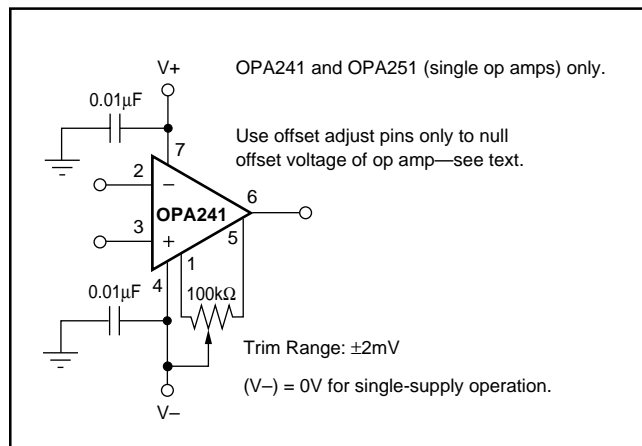 V+
OPA241 and OPA251 (single op amps) only.
0.01µF
7
Use offset adjust pins only to null
offset voltage of op amp—see text.
2
–
6
OPA241
3
+
5
1
4
100kΩ
0.01µF
Trim Range: ±2mV
(V–) = 0V for single-supply operation.
V–